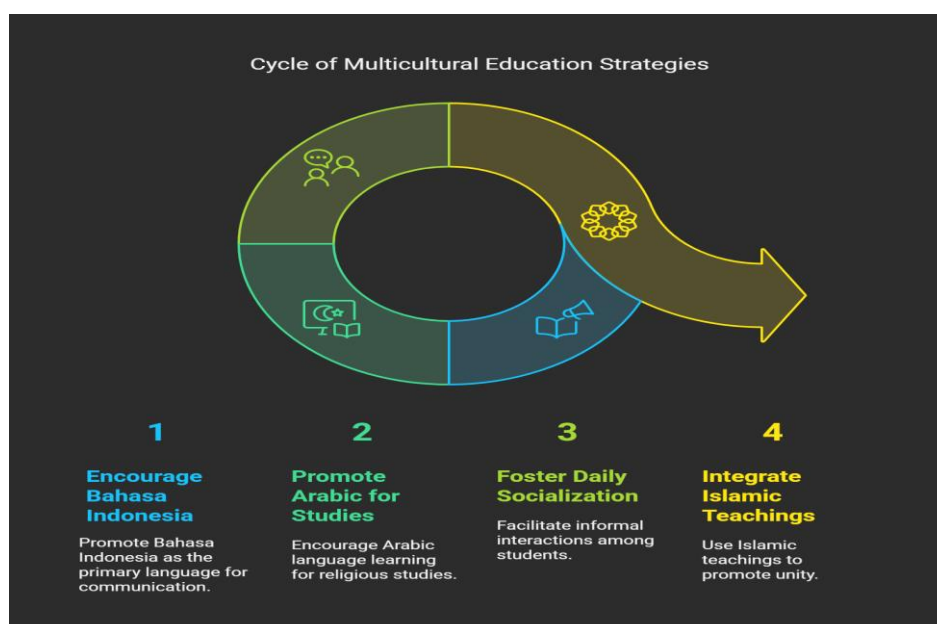 Cycle of Multicultural Education Strategies
1
Encourage
Bahasa
Indonesia
Promote Bahasa
Indonesia as the
primary language for
communication.
2
Promote
Arabic for
Studies
Encourage Arabic
language learning
for religious studies.
3
Foster Daily
Socialization
Facilitate informal
interactions among
students.
4
Integrate
Islamic
Teachings
Use Islamic
teachings to
promote unity.